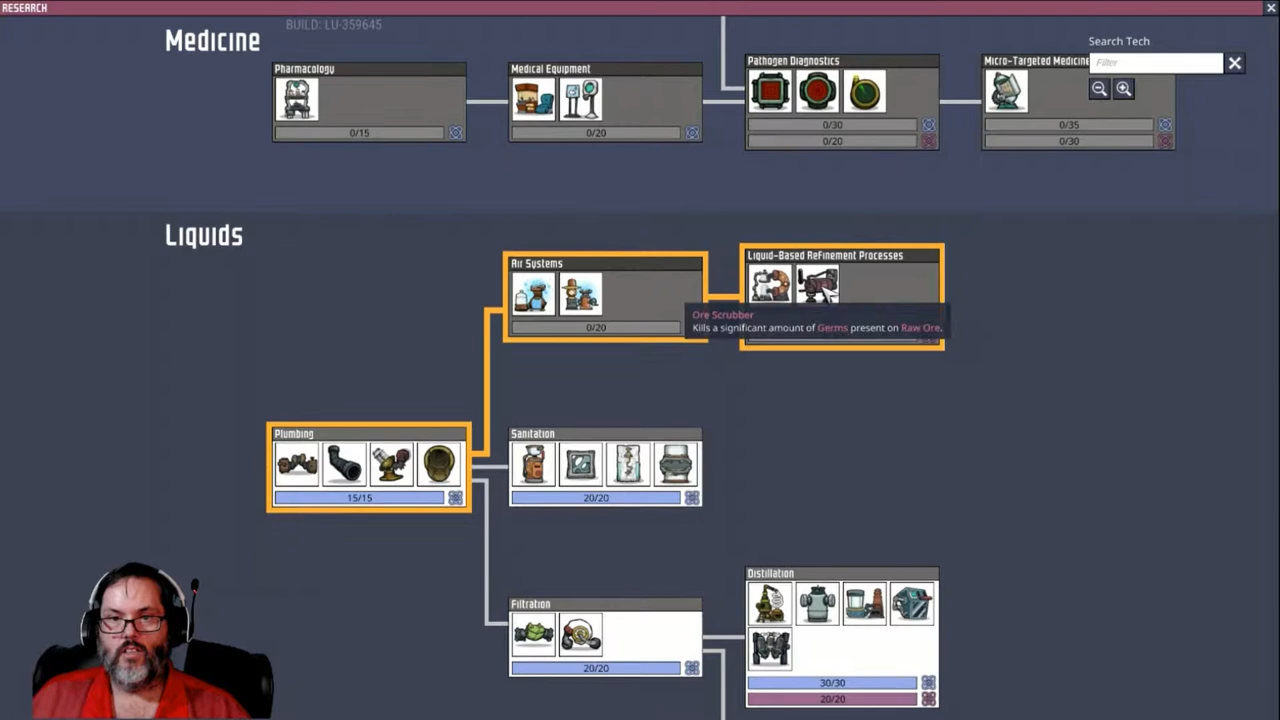 RESEARCH
BUILD: LU-359645
Medicine
Search Tech
Filter
Pharmacology
0/15
Medical Equipment
0/20
Pathogen Diagnostics
0/30
0/20
Micro-Targeted Medicine
0/35
0/30
Liquids
Air Systems
0/20
Liquid-Based Refinement Processes
Ore Scrubber
Kills a significant amount of Germs present on Raw Ore.
Plumbing
15/15
Sanitation
20/20
Filtration
20/20
Distillation
30/30
20/20